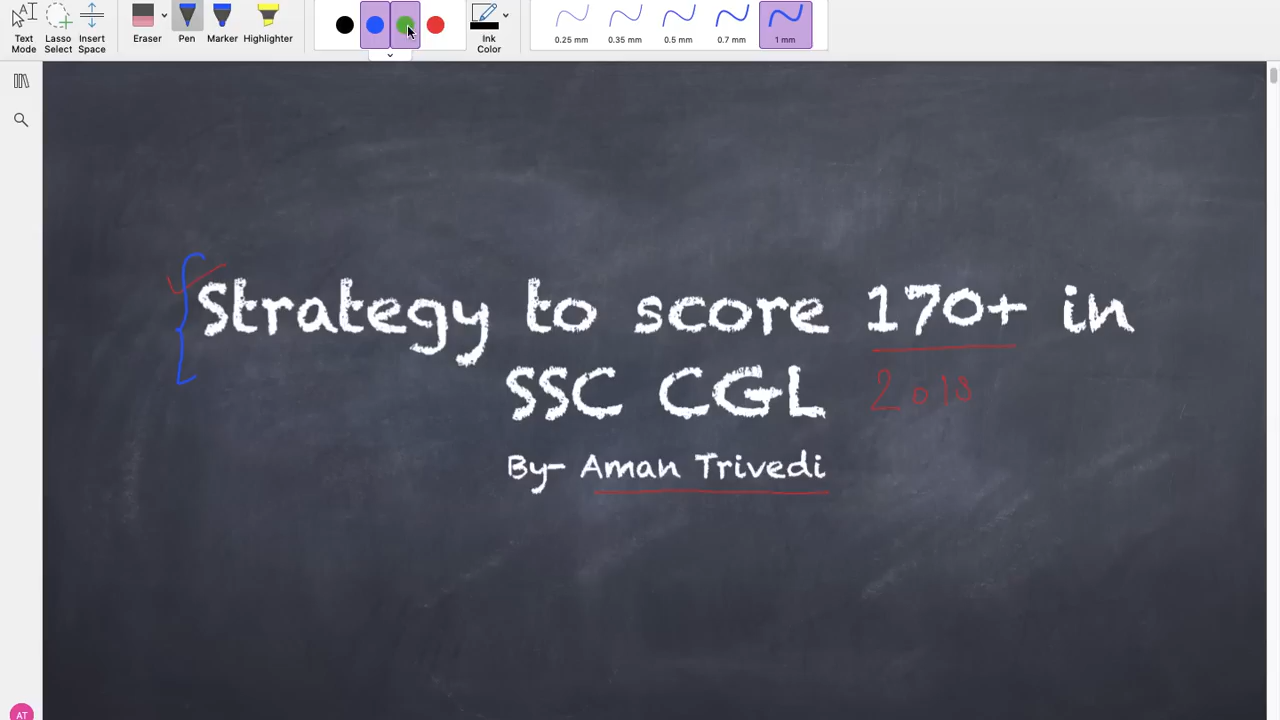 Text Mode
Lasso Select
Insert Space
Eraser
Pen
Marker
Highlighter
Ink Color
0.25 mm
0.35 mm
0.5 mm
0.7 mm
1 mm
Strategy to score 170+ in
SSC CGL 2018
By- Aman Trivedi
AT